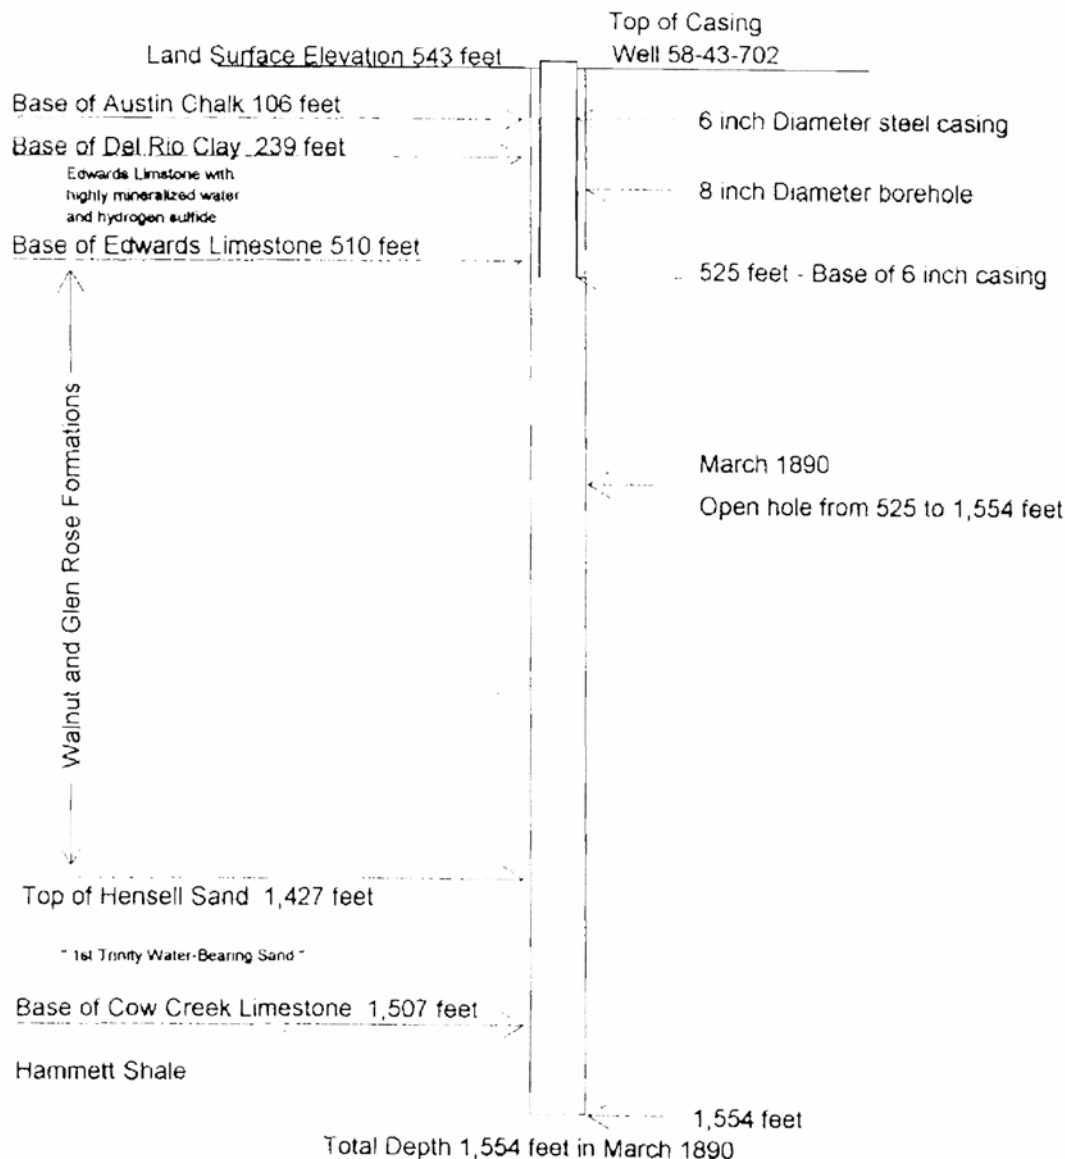 Top of Casing
Land Surface Elevation 543 feet
Well 58-43-702
Base of Austin Chalk 106 feet
6 inch Diameter steel casing
Base of Del Rio Clay 239 feet
Edwards Limstone with
highly mineralized water
and hydrogen sulfide
8 inch Diameter borehole
Base of Edwards Limestone 510 feet
525 feet - Base of 6 inch casing
Walnut and Glen Rose Formations
March 1890
Open hole from 525 to 1,554 feet
Top of Hensell Sand 1,427 feet
" 1st Trinity Water-Bearing Sand "
Base of Cow Creek Limestone 1,507 feet
Hammett Shale
1,554 feet
Total Depth 1,554 feet in March 1890